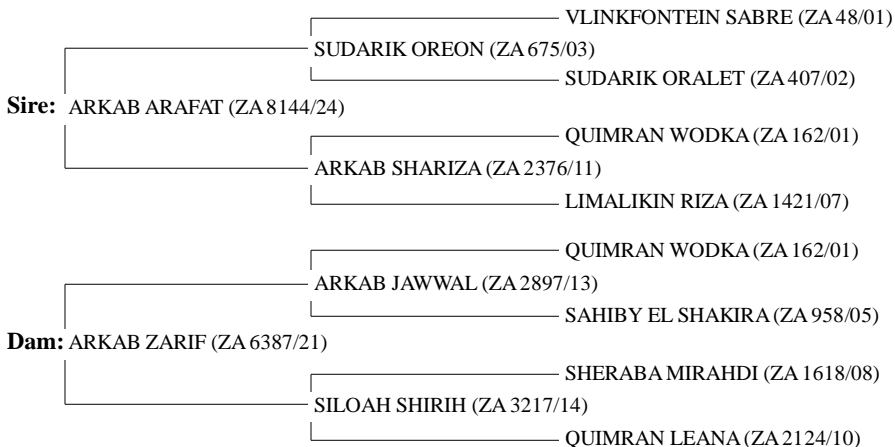 VLINKFONTEIN SABRE (ZA 48/01)
SUDARIK OREON (ZA 675/03)
SUDARIK ORALET (ZA 407/02)
Sire: ARKAB ARAFAT (ZA 8144/24)
QUIMRAN WODKA (ZA 162/01)
ARKAB SHARIZA (ZA 2376/11)
LIMALIKIN RIZA (ZA 1421/07)
QUIMRAN WODKA (ZA 162/01)
ARKAB JAWWAL (ZA 2897/13)
SAHIBY EL SHAKIRA (ZA 958/05)
Dam: ARKAB ZARIF (ZA 6387/21)
SHERABA MIRAHDI (ZA 1618/08)
SILOAH SHIRIH (ZA 3217/14)
QUIMRAN LEANA (ZA 2124/10)